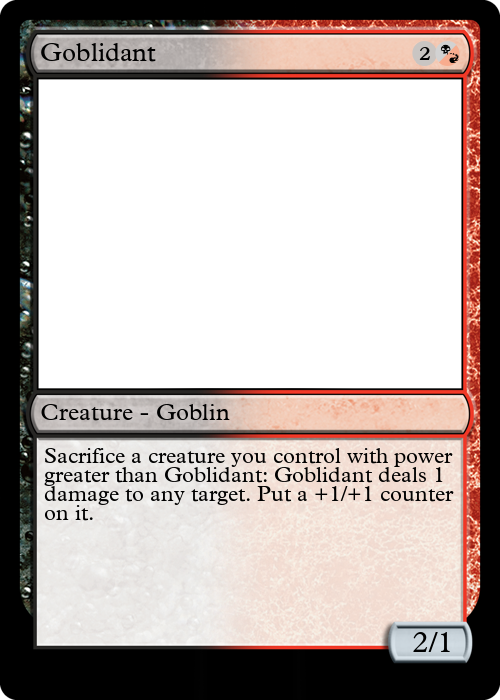 Goblidant 2
Creature - Goblin
Sacrifice a creature you control with power
greater than Goblidant: Goblidant deals 1
damage to any target. Put a +1/+1 counter
on it.
2/1